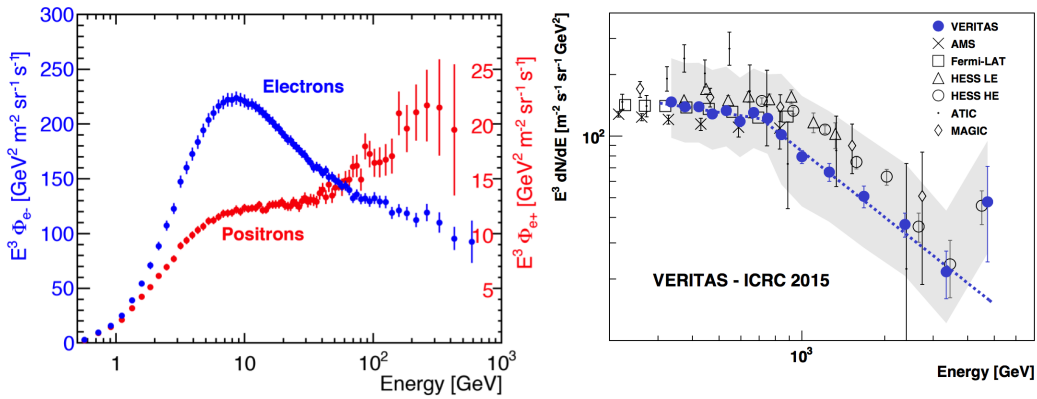 300
250
200
150
100
50
0
E³ Φe- [GeV² m⁻² sr⁻¹ s⁻¹]
Electrons
Positrons
25
20
15
10
5
E³ Φe+ [GeV² m⁻² sr⁻¹ s⁻¹]
1
10
10²
10³
Energy [GeV]
E³ dN/dE [m⁻² s⁻¹ sr⁻¹ GeV²]
10²
VERITAS
AMS
Fermi-LAT
HESS LE
HESS HE
ATIC
MAGIC
VERITAS - ICRC 2015
10³
Energy [GeV]